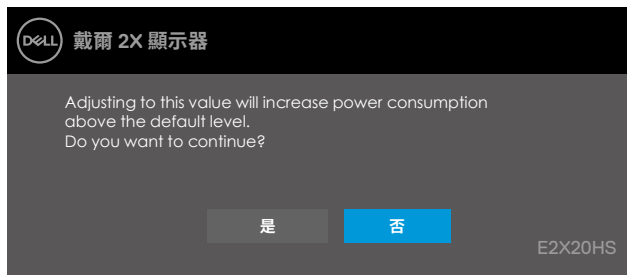 DELL 戴爾 2X 顯示器
Adjusting to this value will increase power consumption
above the default level.
Do you want to continue?
是 否
E2X20HS